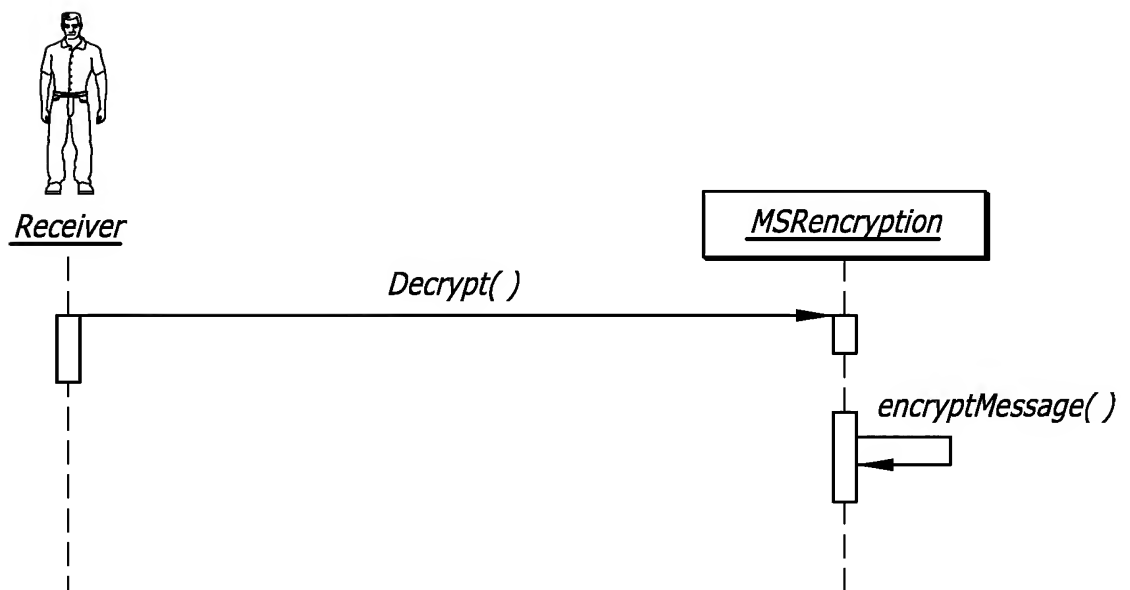 Receiver
MSRencryption
Decrypt( )
encryptMessage( )